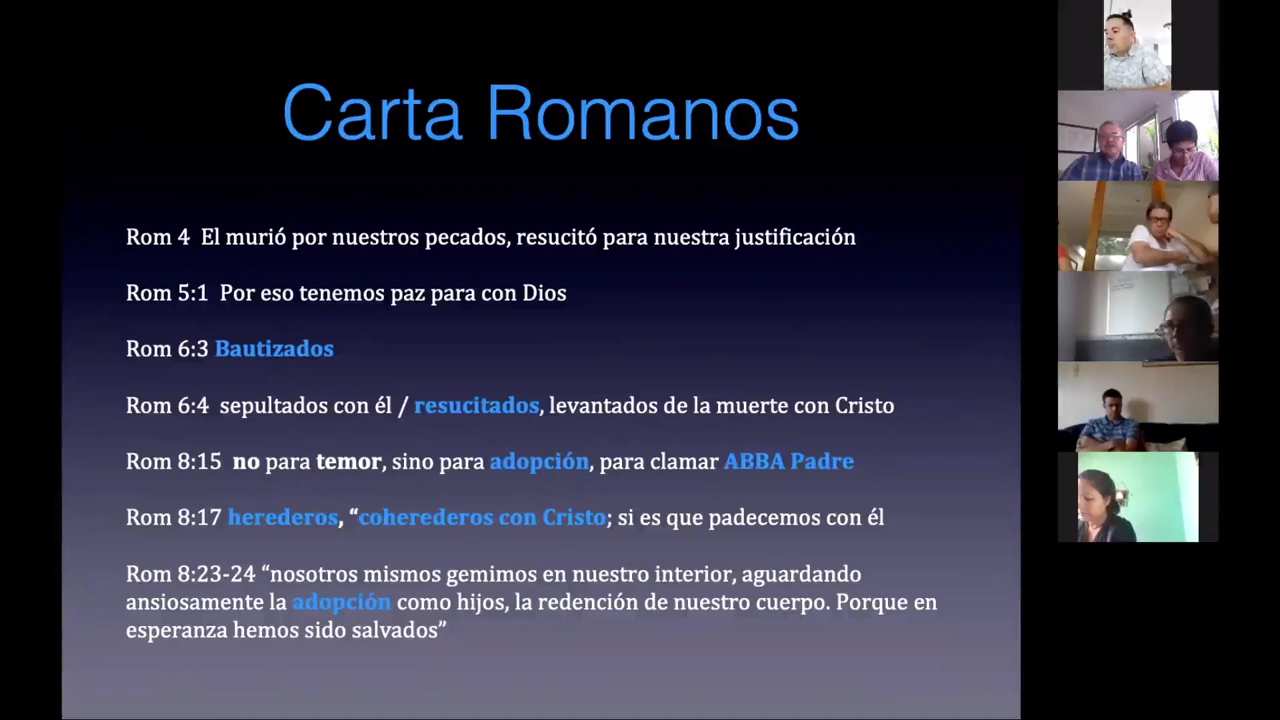 Carta Romanos
Rom 4 El murió por nuestros pecados, resucitó para nuestra justificación
Rom 5:1 Por eso tenemos paz para con Dios
Rom 6:3 Bautizados
Rom 6:4 sepultados con él / resucitados, levantados de la muerte con Cristo
Rom 8:15 no para temor, sino para adopción, para clamar ABBA Padre
Rom 8:17 herederos, “coherederos con Cristo; si es que padecemos con él
Rom 8:23-24 “nosotros mismos gemimos en nuestro interior, aguardando
ansiosamente la adopción como hijos, la redención de nuestro cuerpo. Porque en
esperanza hemos sido salvados”